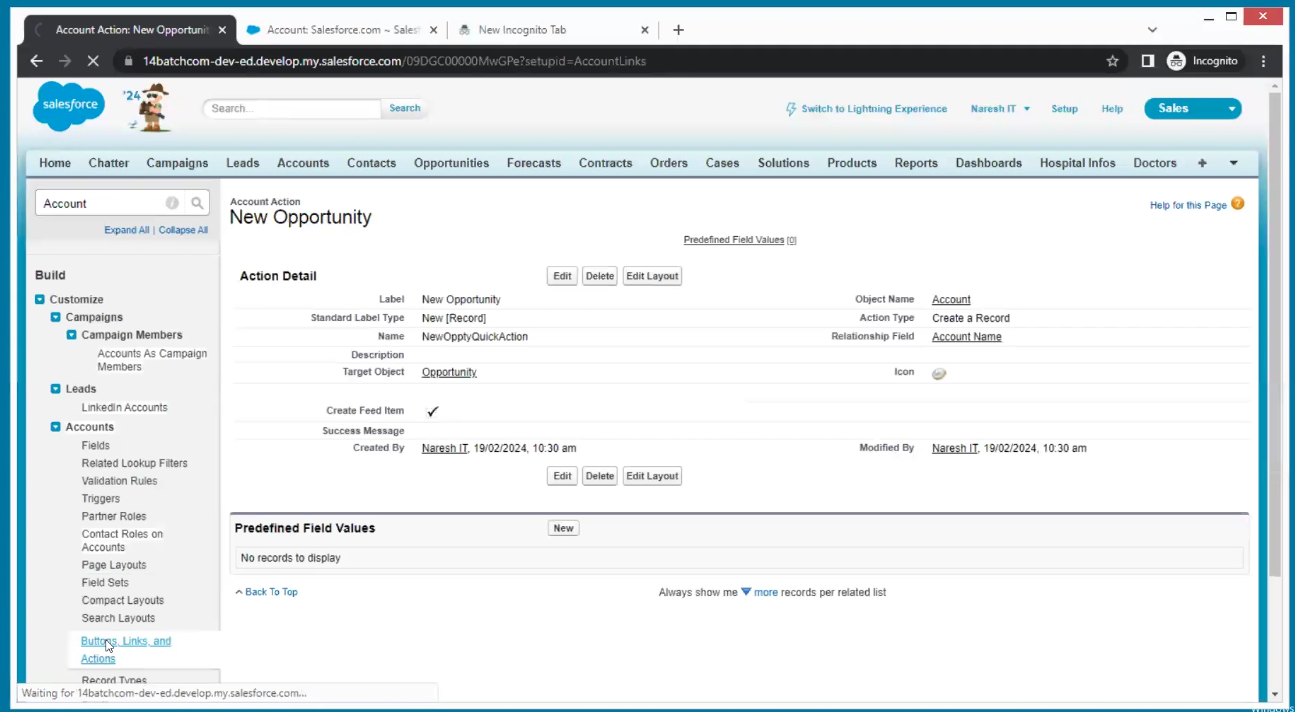 Account Action: New Opportunit
Account: Salesforce.com ~ Sales
New Incognito Tab
14batchcom-dev-ed.develop.my.salesforce.com/09DGC00000MwGPe?setupid=AccountLinks
Incognito
salesforce
'24
Search...
Search
Switch to Lightning Experience
Naresh IT
Setup
Help
Sales
Home
Chatter
Campaigns
Leads
Accounts
Contacts
Opportunities
Forecasts
Contracts
Orders
Cases
Solutions
Products
Reports
Dashboards
Hospital Infos
Doctors
Account
Expand All | Collapse All
Build
Customize
Campaigns
Campaign Members
Accounts As Campaign
Members
Leads
LinkedIn Accounts
Accounts
Fields
Related Lookup Filters
Validation Rules
Triggers
Partner Roles
Contact Roles on
Accounts
Page Layouts
Field Sets
Compact Layouts
Search Layouts
Buttons, Links, and
Actions
Record Types
Account Action
New Opportunity
Help for this Page
Predefined Field Values [0]
Action Detail
Edit
Delete
Edit Layout
Label New Opportunity
Object Name Account
Standard Label Type New [Record]
Action Type Create a Record
Name NewOpptyQuickAction
Relationship Field Account Name
Description
Target Object Opportunity
Icon
Create Feed Item
Success Message
Created By Naresh IT, 19/02/2024, 10:30 am
Modified By Naresh IT, 19/02/2024, 10:30 am
Edit
Delete
Edit Layout
Predefined Field Values
New
No records to display
Back To Top
Always show me more records per related list
Waiting for 14batchcom-dev-ed.develop.my.salesforce.com...